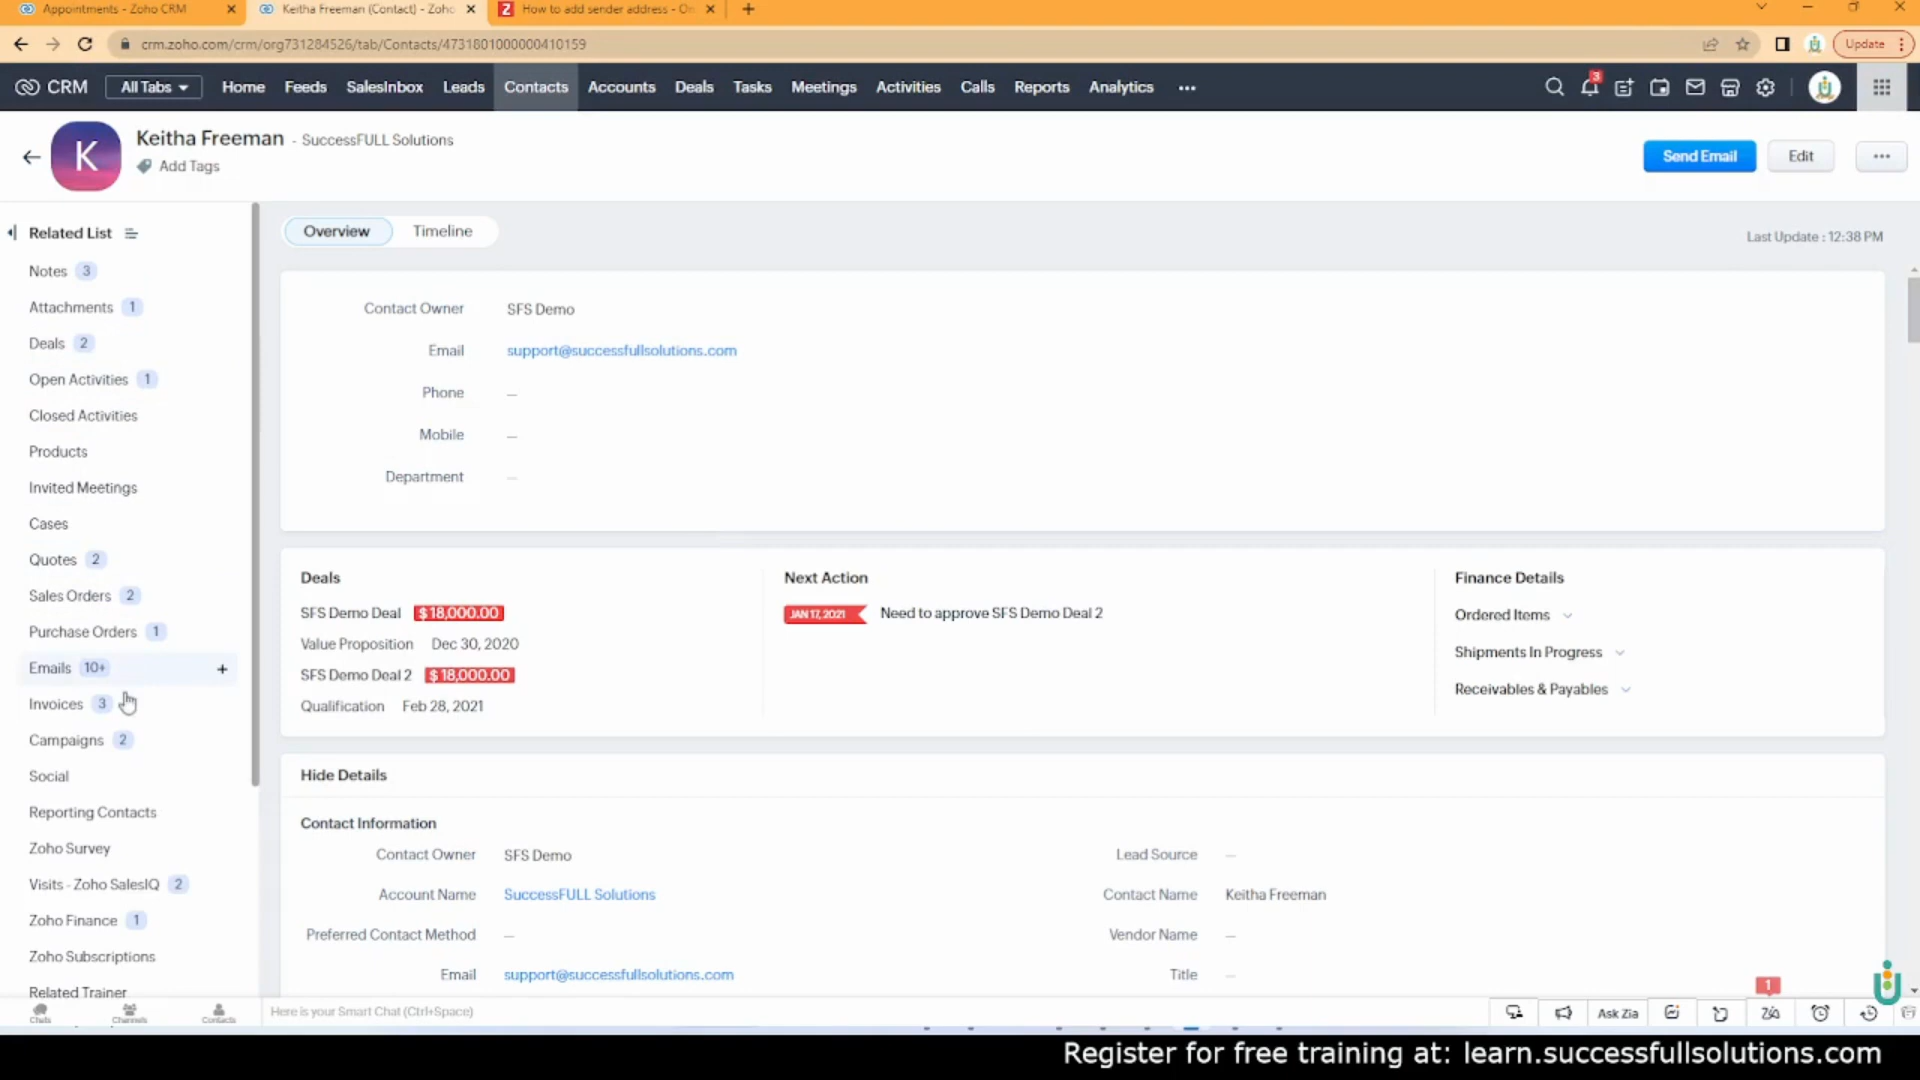 Appointments - Zoho CRM
Keitha Freeman (Contact) - Zoho
How to add sender address - On
crm.zoho.com/crm/org731284526/tab/Contacts/4731801000000410159
Update
CRM
All Tabs
Home
Feeds
SalesInbox
Leads
Contacts
Accounts
Deals
Tasks
Meetings
Activities
Calls
Reports
Analytics
3
K
Keitha Freeman - SuccessFULL Solutions
Add Tags
Send Email
Edit
Related List
Notes 3
Attachments 1
Deals 2
Open Activities 1
Closed Activities
Products
Invited Meetings
Cases
Quotes 2
Sales Orders 2
Purchase Orders 1
Emails 10+
Invoices 3
Campaigns 2
Social
Reporting Contacts
Zoho Survey
Visits - Zoho SalesIQ 2
Zoho Finance 1
Zoho Subscriptions
Related Trainer
Overview
Timeline
Last Update : 12:38 PM
Contact Owner SFS Demo
Email support@successfullsolutions.com
Phone —
Mobile —
Department —
Deals
SFS Demo Deal $ 18,000.00
Value Proposition Dec 30, 2020
SFS Demo Deal 2 $ 18,000.00
Qualification Feb 28, 2021
Next Action
JAN 17, 2021 Need to approve SFS Demo Deal 2
Finance Details
Ordered Items
Shipments In Progress
Receivables & Payables
Hide Details
Contact Information
Contact Owner SFS Demo
Lead Source —
Account Name SuccessFULL Solutions
Contact Name Keitha Freeman
Preferred Contact Method —
Vendor Name —
Email support@successfullsolutions.com
Title —
Chats
Channels
Contacts
Here is your Smart Chat (Ctrl+Space)
Ask Zia
1
Register for free training at: learn.successfullsolutions.com